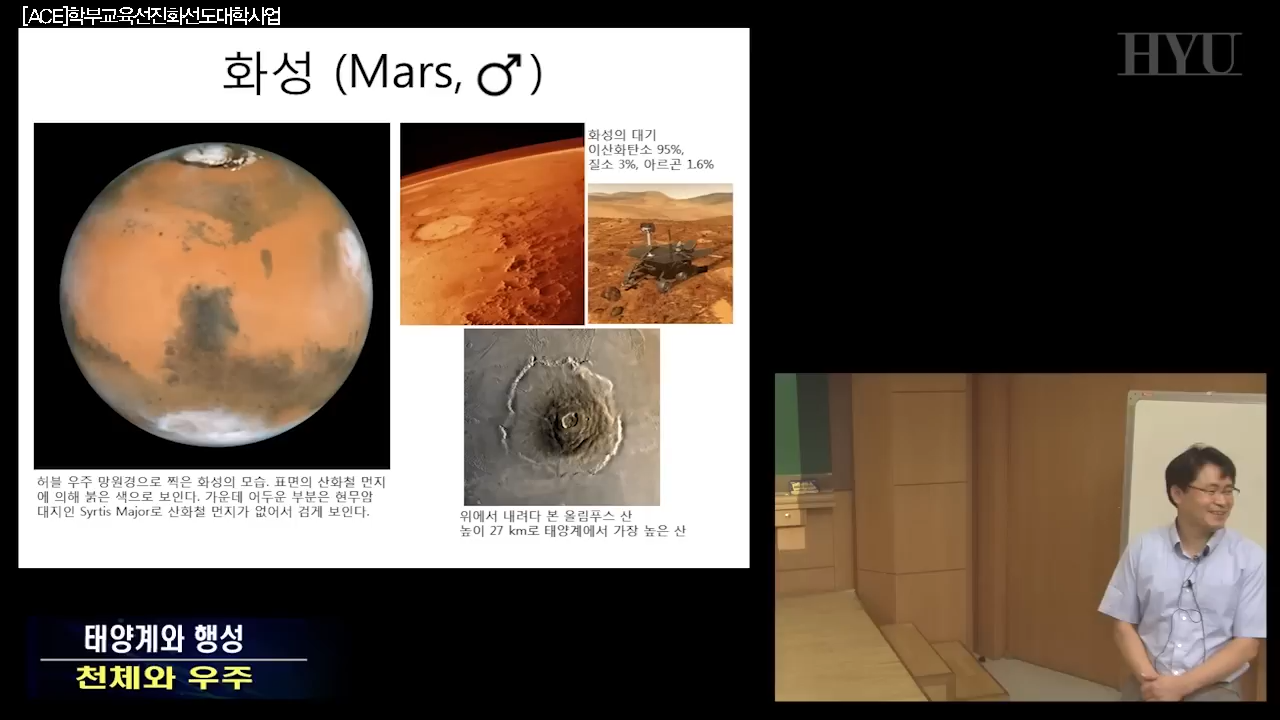 [ACE]학부교육선진화선도대학사업
HYU
화성 (Mars, ♂)
화성의 대기
이산화탄소 95%,
질소 3%, 아르곤 1.6%
허블 우주 망원경으로 찍은 화성의 모습. 표면의 산화철 먼지
에 의해 붉은 색으로 보인다. 가운데 어두운 부분은 현무암
대지인 Syrtis Major로 산화철 먼지가 없어서 검게 보인다.
위에서 내려다 본 올림푸스 산
높이 27 km로 태양계에서 가장 높은 산
태양계와 행성
천체와 우주